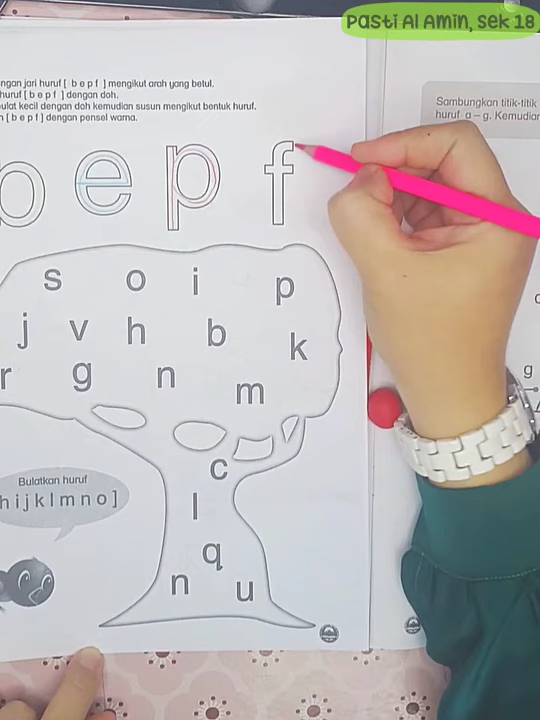 Pasti Al Amin, Sek 18
ngan jari huruf [ b e p f ] mengikut arah yang betul.
huruf [ b e p f ] dengan doh.
ulat kecil dengan doh kemudian susun mengikut bentuk huruf.
[ b e p f ] dengan pensel warna.
Sambungkan titik-titik
huruf a – g. Kemudian
b e p f
s o i p
j v h b k
r g n m
c
l
q
n u
Bulatkan huruf
h i j k l m n o ]
g